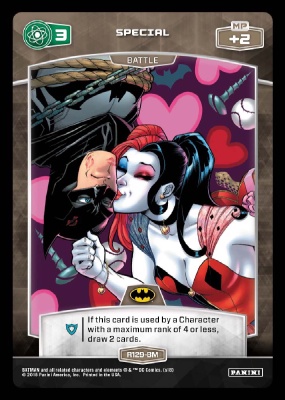 3
SPECIAL
MP
+2
BATTLE
If this card is used by a Character
with a maximum rank of 4 or less,
draw 2 cards.
R129-BM
BATMAN and all related characters and elements © & ™ DC Comics. (s19)
© 2019 Panini America, Inc. Printed in the USA.
PANINI